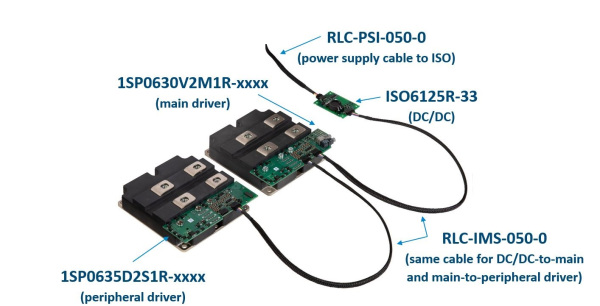 RLC-PSI-050-0
(power supply cable to ISO)
1SP0630V2M1R-xxxx
(main driver)
ISO6125R-33
(DC/DC)
RLC-IMS-050-0
(same cable for DC/DC-to-main
and main-to-peripheral driver)
1SP0635D2S1R-xxxx
(peripheral driver)